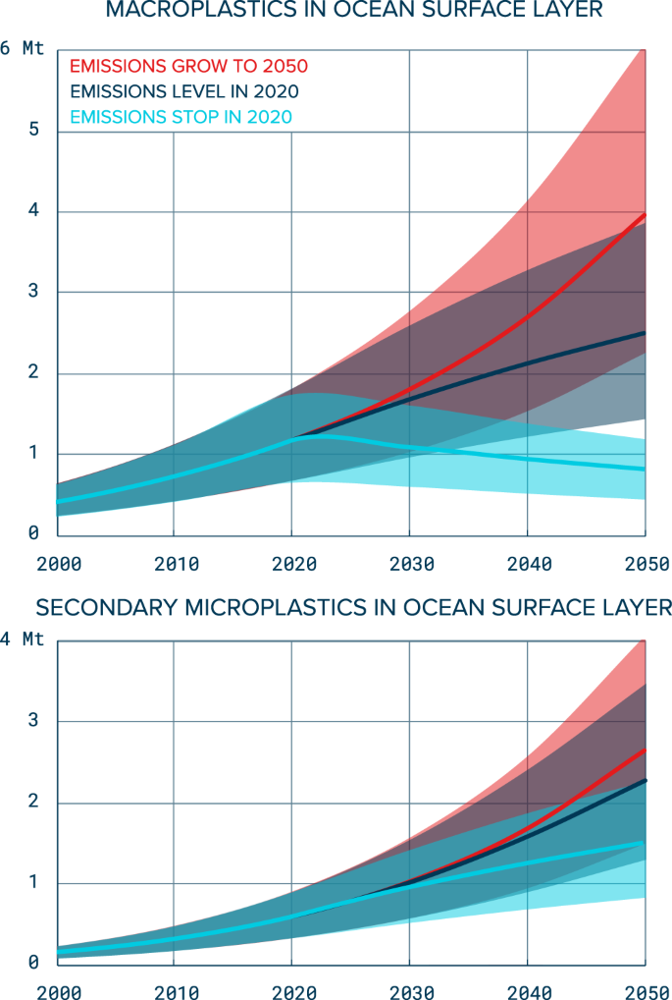 MACROPLASTICS IN OCEAN SURFACE LAYER
6 Mt
EMISSIONS GROW TO 2050
EMISSIONS LEVEL IN 2020
EMISSIONS STOP IN 2020
5
4
3
2
1
0
2000 2010 2020 2030 2040 2050
SECONDARY MICROPLASTICS IN OCEAN SURFACE LAYER
4 Mt
3
2
1
0
2000 2010 2020 2030 2040 2050